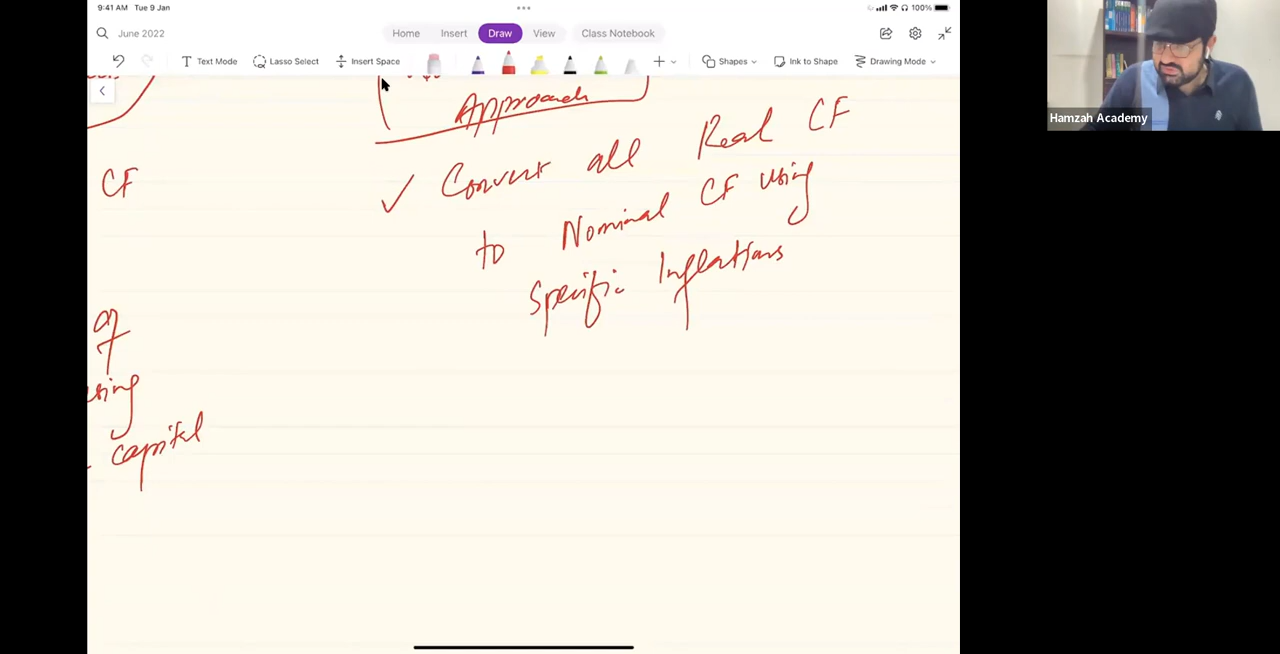 9:41 AM Tue 9 Jan
100%
June 2022
Home Insert Draw View Class Notebook
Text Mode Lasso Select Insert Space Shapes Ink to Shape Drawing Mode
Approach
✓ Convert all Real CF
to Nominal CF using
Specific Inflations
CF
of
using
capital
Hamzah Academy